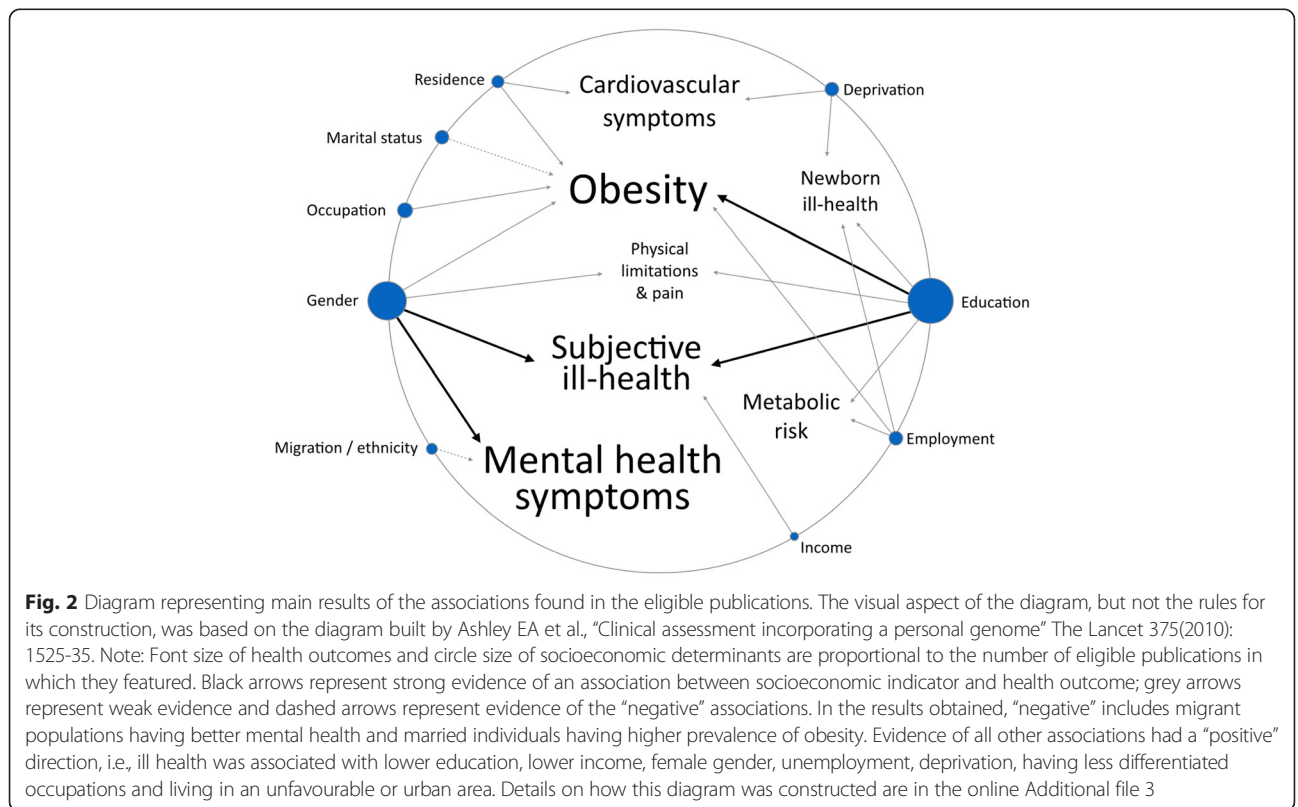 Residence
Cardiovascular
symptoms
Deprivation
Marital status
Obesity
Newborn
ill-health
Occupation
Physical
limitations
& pain
Gender
Education
Subjective
ill-health
Metabolic
risk
Employment
Migration / ethnicity
Mental health
symptoms
Income
Fig. 2 Diagram representing main results of the associations found in the eligible publications. The visual aspect of the diagram, but not the rules for
its construction, was based on the diagram built by Ashley EA et al., “Clinical assessment incorporating a personal genome” The Lancet 375(2010):
1525-35. Note: Font size of health outcomes and circle size of socioeconomic determinants are proportional to the number of eligible publications in
which they featured. Black arrows represent strong evidence of an association between socioeconomic indicator and health outcome; grey arrows
represent weak evidence and dashed arrows represent evidence of the “negative” associations. In the results obtained, “negative” includes migrant
populations having better mental health and married individuals having higher prevalence of obesity. Evidence of all other associations had a “positive”
direction, i.e., ill health was associated with lower education, lower income, female gender, unemployment, deprivation, having less differentiated
occupations and living in an unfavourable or urban area. Details on how this diagram was constructed are in the online Additional file 3